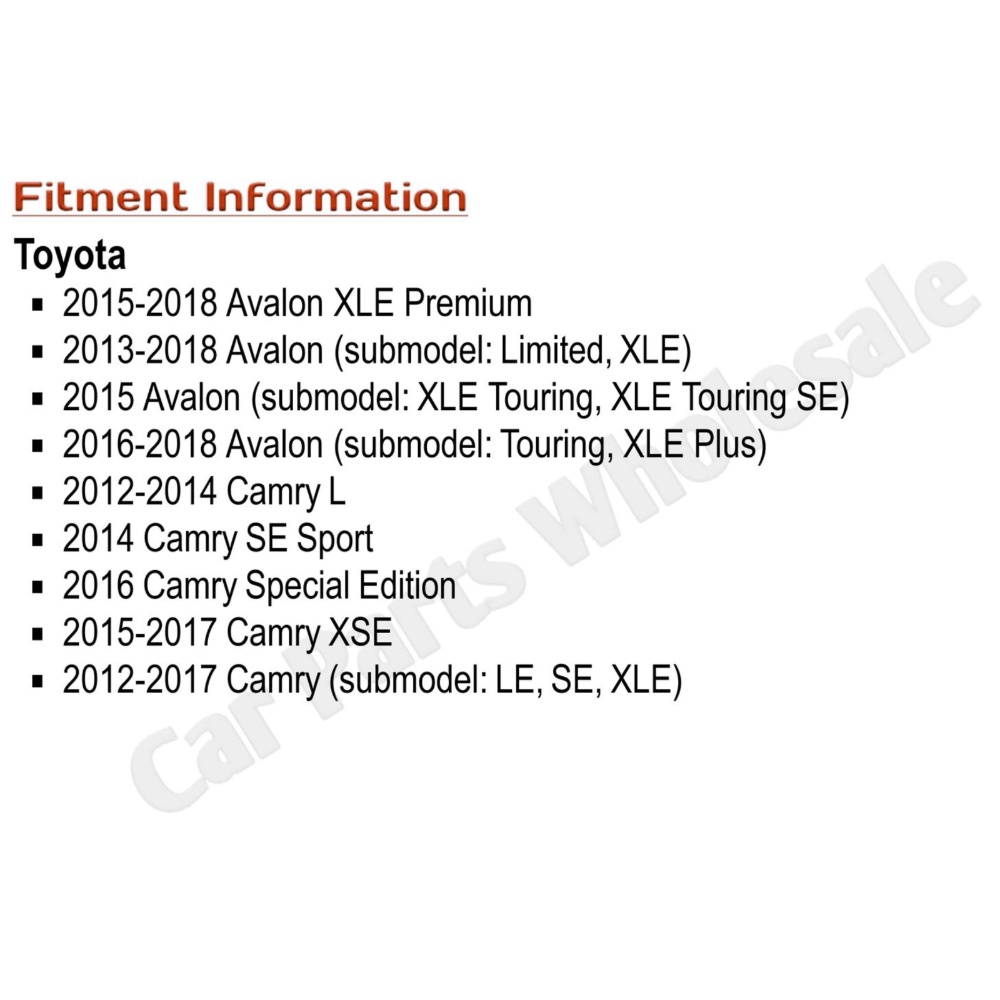 Fitment Information
Toyota
▪ 2015-2018 Avalon XLE Premium
▪ 2013-2018 Avalon (submodel: Limited, XLE)
▪ 2015 Avalon (submodel: XLE Touring, XLE Touring SE)
▪ 2016-2018 Avalon (submodel: Touring, XLE Plus)
▪ 2012-2014 Camry L
▪ 2014 Camry SE Sport
▪ 2016 Camry Special Edition
▪ 2015-2017 Camry XSE
▪ 2012-2017 Camry (submodel: LE, SE, XLE)
Car Parts Wholesale